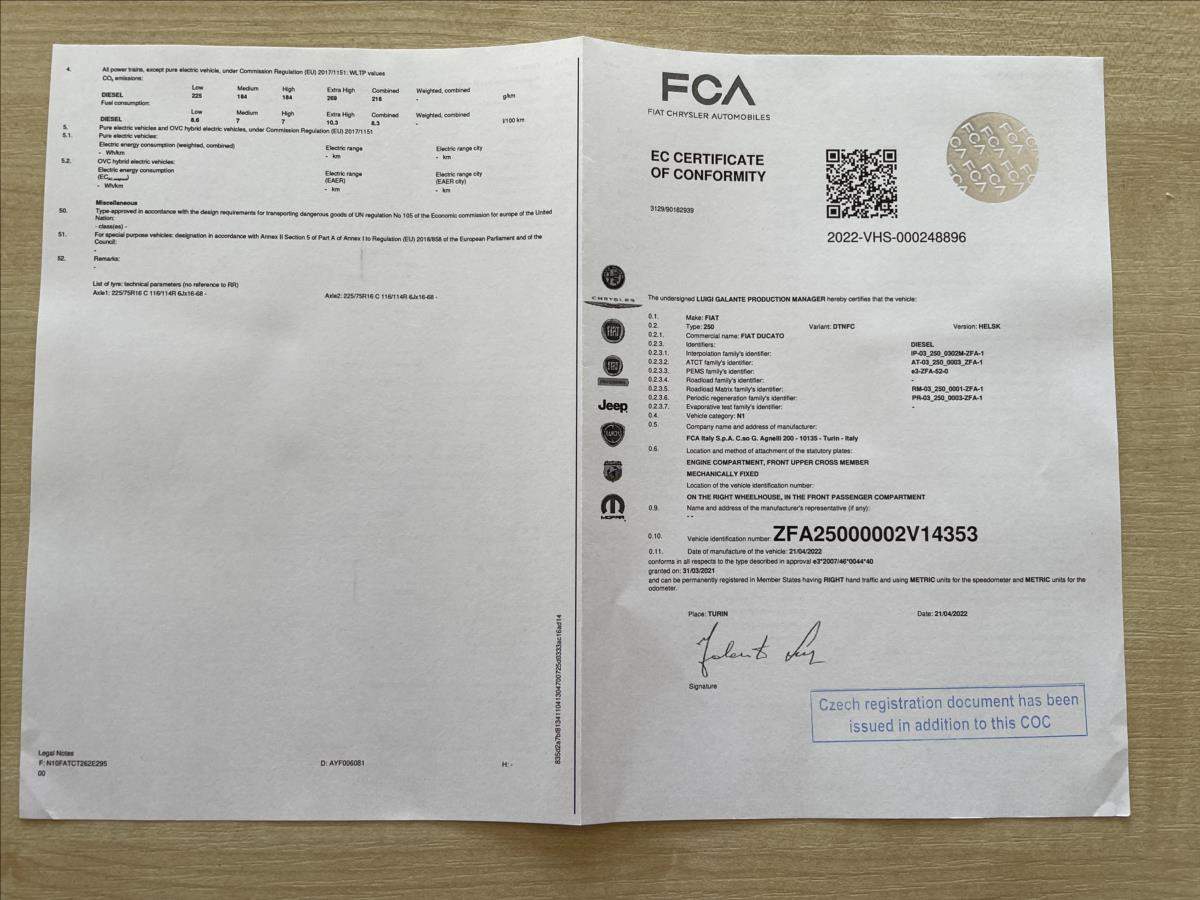 4. All power trains, except pure electric vehicle, under Commission Regulation (EU) 2017/1151: WLTP values
CO2 emissions:
Low Medium High Extra High Combined Weighted, combined
DIESEL 225 184 184 268 216 - g/km
Fuel consumption:
Low Medium High Extra High Combined Weighted, combined
DIESEL 8.6 7 7 10,3 8.3 - l/100 km
5. Pure electric vehicles and OVC hybrid electric vehicles, under Commission Regulation (EU) 2017/1151
5.1. Pure electric vehicles:
Electric energy consumption (weighted, combined) Electric range Electric range city
- Wh/km - km - km
5.2. OVC hybrid electric vehicles:
Electric energy consumption Electric range Electric range city
(EC (EAER) (EAER city)
- Wh/km - km - km
Miscellaneous
50. Type-approved in accordance with the design requirements for transporting dangerous goods of UN regulation No 105 of the Economic commission for europe of the United
Nation:
- class(es) -
51. For special purpose vehicles: designation in accordance with Annex II Section 5 of Part A of Annex I to Regulation (EU) 2018/858 of the European Parliament and of the
Council:
-
52. Remarks:
-
List of tyre: technical parameters (no reference to RR)
Axle1: 225/75R16 C 116/114R 6Jx16-68 - Axle2: 225/75R16 C 116/114R 6Jx16-68 -
Legal Notes
F: N10FATCT262E295 D: AYF006081 H: -
00
FCA
FIAT CHRYSLER AUTOMOBILES
EC CERTIFICATE
OF CONFORMITY
3129/90182939
2022-VHS-000248896
CHRYSLER
FIAT
Jeep
MOPAR
The undersigned LUIGI GALANTE PRODUCTION MANAGER hereby certifies that the vehicle:
0.1. Make: FIAT
0.2. Type: 250 Variant: DTNFC Version: HELSK
0.2.1. Commercial name: FIAT DUCATO
0.2.3. Identifiers: DIESEL
0.2.3.1. Interpolation family's identifier: IP-03_250_0302M-ZFA-1
0.2.3.2. ATCT family's identifier: AT-03_250_0003_ZFA-1
0.2.3.3. PEMS family's identifier: e3-ZFA-52-0
0.2.3.4. Roadload family's identifier: -
0.2.3.5. Roadload Matrix family's identifier: RM-03_250_0001-ZFA-1
0.2.3.6. Periodic regeneration family's identifier: PR-03_250_0003-ZFA-1
0.2.3.7. Evaporative test family's identifier: -
0.4. Vehicle category: N1
0.5. Company name and address of manufacturer:
FCA Italy S.p.A. C.so G. Agnelli 200 - 10135 - Turin - Italy
0.6. Location and method of attachment of the statutory plates:
ENGINE COMPARTMENT, FRONT UPPER CROSS MEMBER
MECHANICALLY FIXED
Location of the vehicle identification number:
ON THE RIGHT WHEELHOUSE, IN THE FRONT PASSENGER COMPARTMENT
0.9. Name and address of the manufacturer's representative (if any):
- -
0.10. Vehicle identification number: ZFA25000002V14353
0.11. Date of manufacture of the vehicle: 21/04/2022
conforms in all respects to the type described in approval e3*2007/46*0044*40
granted on: 31/03/2021
and can be permanently registered in Member States having RIGHT hand traffic and using METRIC units for the speedometer and METRIC units for the
odometer.
Place: TURIN Date: 21/04/2022
Signature
Czech registration document has been
issued in addition to this COC